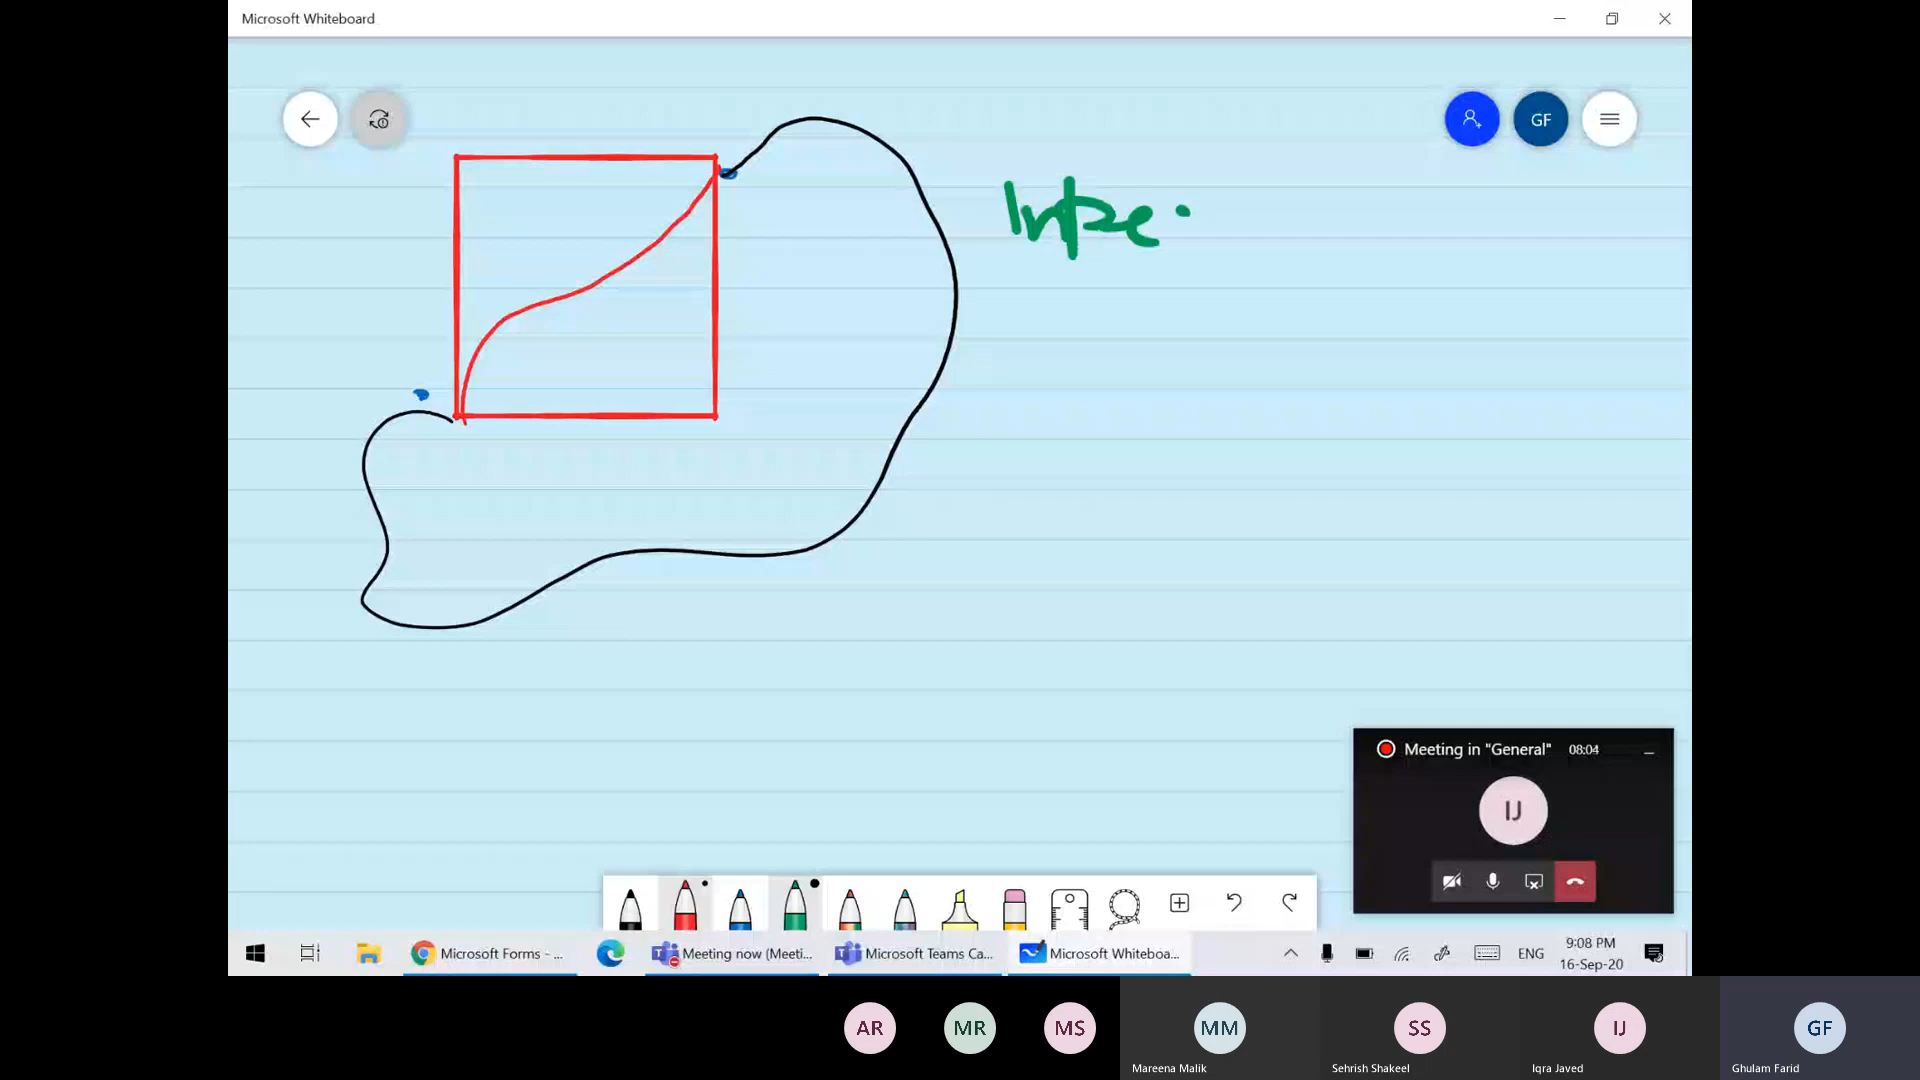 Microsoft Whiteboard
GF
Meeting in "General" 08:04
IJ
Microsoft Forms - ...
Meeting now (Meeti...
Microsoft Teams Ca...
Microsoft Whiteboa...
ENG
9:08 PM
16-Sep-20
AR
MR
MS
MM
SS
IJ
GF
Mareena Malik
Sehrish Shakeel
Iqra Javed
Ghulam Farid